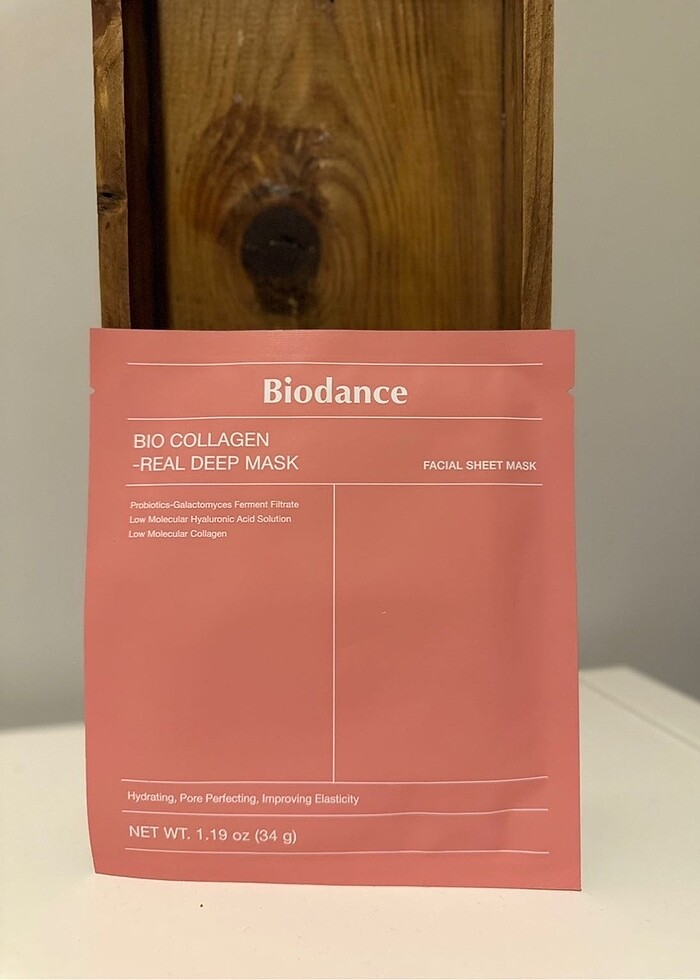 Biodance
BIO COLLAGEN
-REAL DEEP MASK
FACIAL SHEET MASK
Probiotics-Galactomyces Ferment Filtrate
Low Molecular Hyaluronic Acid Solution
Low Molecular Collagen
Hydrating, Pore Perfecting, Improving Elasticity
NET WT. 1.19 oz (34 g)